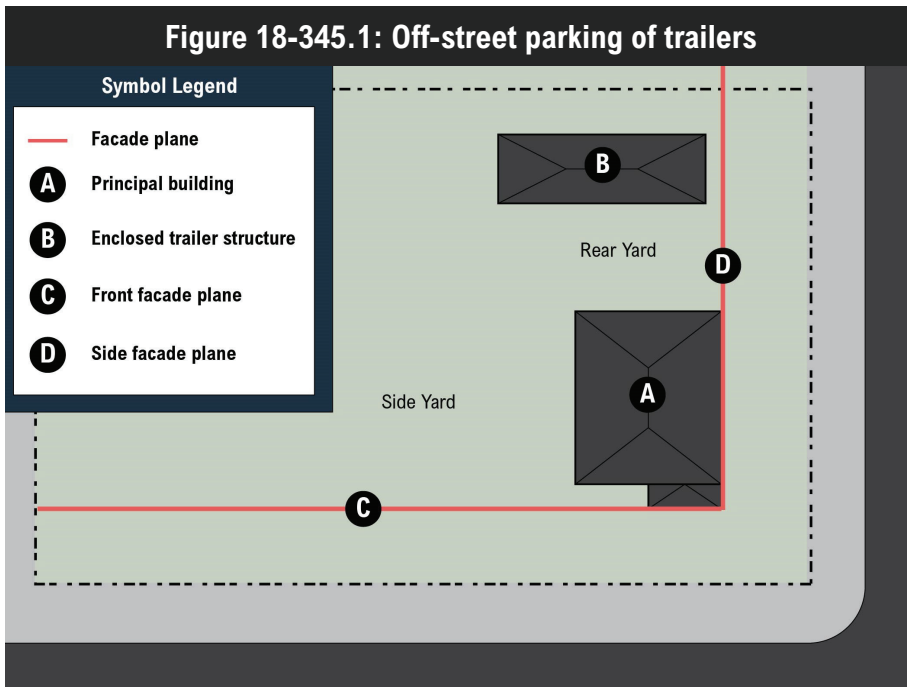 Figure 18-345.1: Off-street parking of trailers
Symbol Legend
Facade plane
A Principal building
B Enclosed trailer structure
C Front facade plane
D Side facade plane
B
Rear Yard
D
A
Side Yard
C